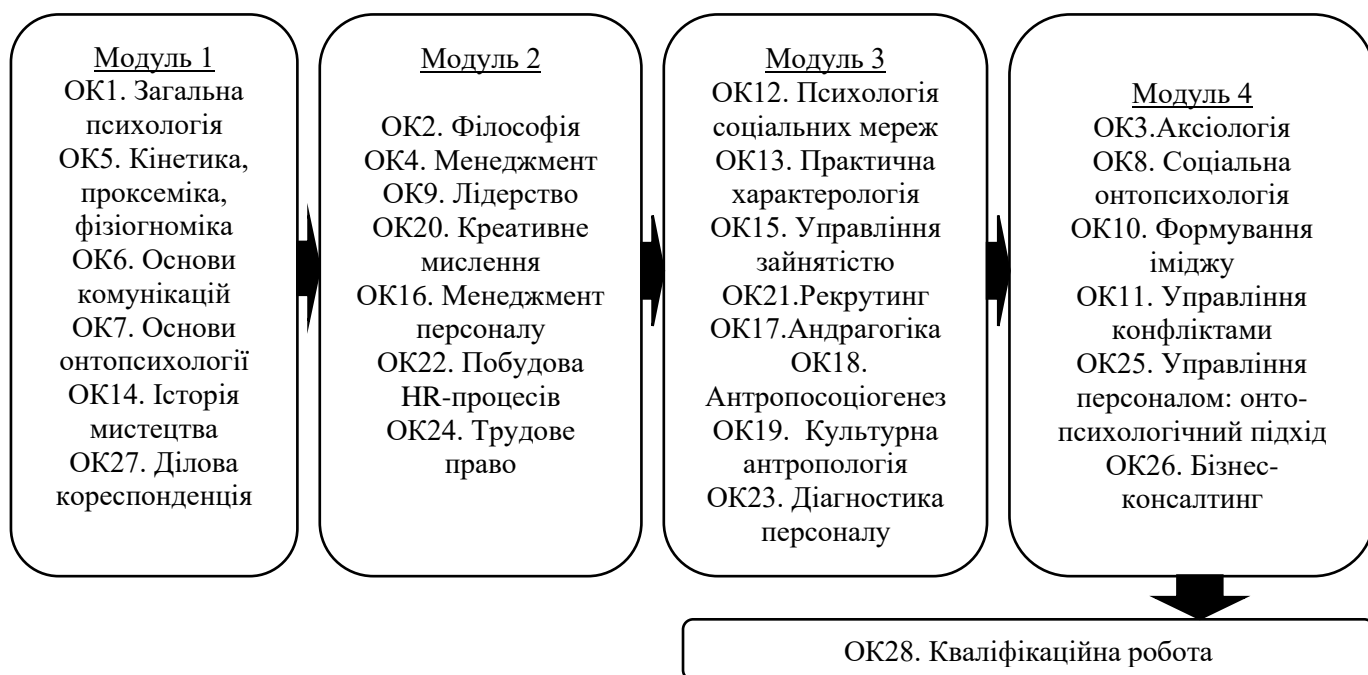 Модуль 1
ОК1. Загальна
психологія
ОК5. Кінетика,
проксеміка,
фізіогноміка
ОК6. Основи
комунікацій
ОК7. Основи
онтопсихології
ОК14. Історія
мистецтва
ОК27. Ділова
кореспонденція
Модуль 2
ОК2. Філософія
ОК4. Менеджмент
ОК9. Лідерство
ОК20. Креативне
мислення
ОК16. Менеджмент
персоналу
ОК22. Побудова
HR-процесів
ОК24. Трудове
право
Модуль 3
ОК12. Психологія
соціальних мереж
ОК13. Практична
характерологія
ОК15. Управління
зайнятістю
ОК21.Рекрутинг
ОК17.Андрагогіка
ОК18.
Антропосоціогенез
ОК19. Культурна
антропологія
ОК23. Діагностика
персоналу
Модуль 4
ОК3.Аксіологія
ОК8. Соціальна
онтопсихологія
ОК10. Формування
іміджу
ОК11. Управління
конфліктами
ОК25. Управління
персоналом: онто-
психологічний підхід
ОК26. Бізнес-
консалтинг
ОК28. Кваліфікаційна робота